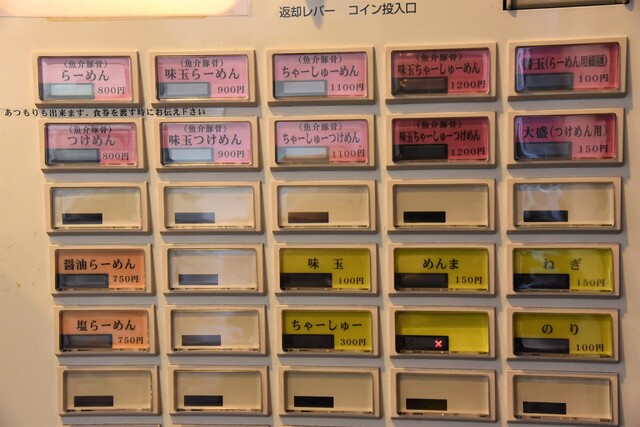 返却レバー　コイン投入口
(魚介豚骨)
らーめん
800円
(魚介豚骨)
味玉らーめん
900円
(魚介豚骨)
ちゃーしゅーめん
1100円
(魚介豚骨)
味玉ちゃーしゅーめん
1200円
替玉(らーめん用細麺)
100円
あつもりも出来ます。食券を渡す時にお伝え下さい
(魚介豚骨)
つけめん
800円
(魚介豚骨)
味玉つけめん
900円
(魚介豚骨)
ちゃーしゅーつけめん
1100円
(魚介豚骨)
味玉ちゃーしゅーつけめん
1200円
大盛(つけめん用)
150円
醤油らーめん
750円
味玉
100円
めんま
150円
ねぎ
150円
塩らーめん
750円
ちゃーしゅー
300円
のり
100円